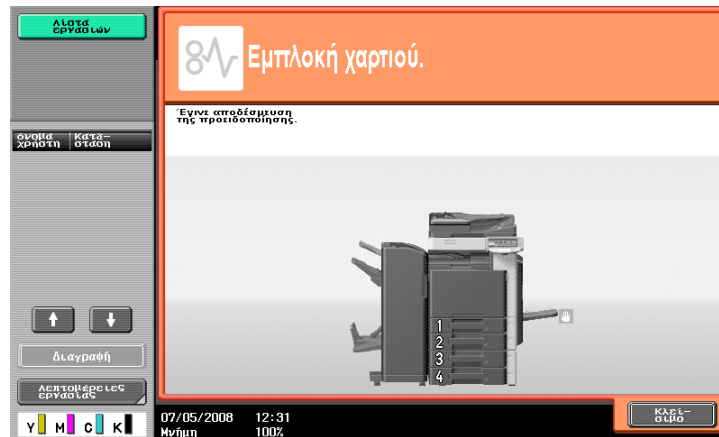 Λίστα
εργασιών
Εμπλοκή χαρτιού.
Έγινε αποδέσμευση
της προειδοποίησης.
όνομα Κατά-
χρήστη σταση
1
2
3
4
Διαγραφή
Λεπτομέρειες
εργασίας
Y M C K
07/05/2008 12:31
Μνήμη 100%
Κλεί-
σιμο